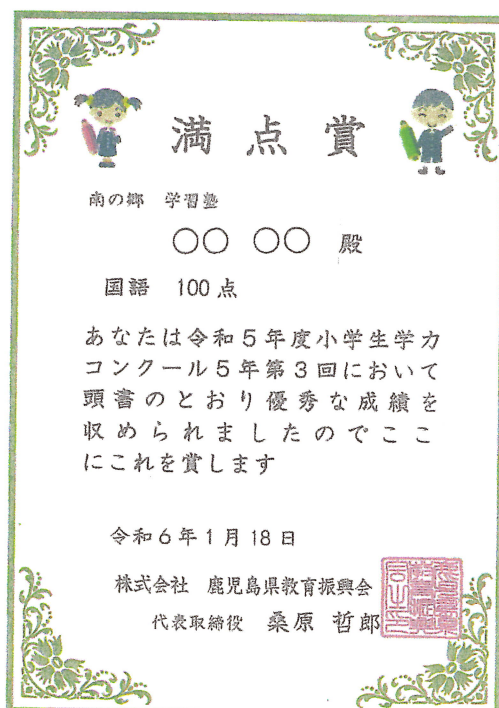 満点賞
南の郷 学習塾
〇〇 〇〇 殿
国語 100点
あなたは令和5年度小学生学力
コンクール5年第3回において
頭書のとおり優秀な成績を
収められましたのでここ
にこれを賞します
令和6年1月18日
株式会社 鹿児島県教育振興会
代表取締役 桑原 哲郎